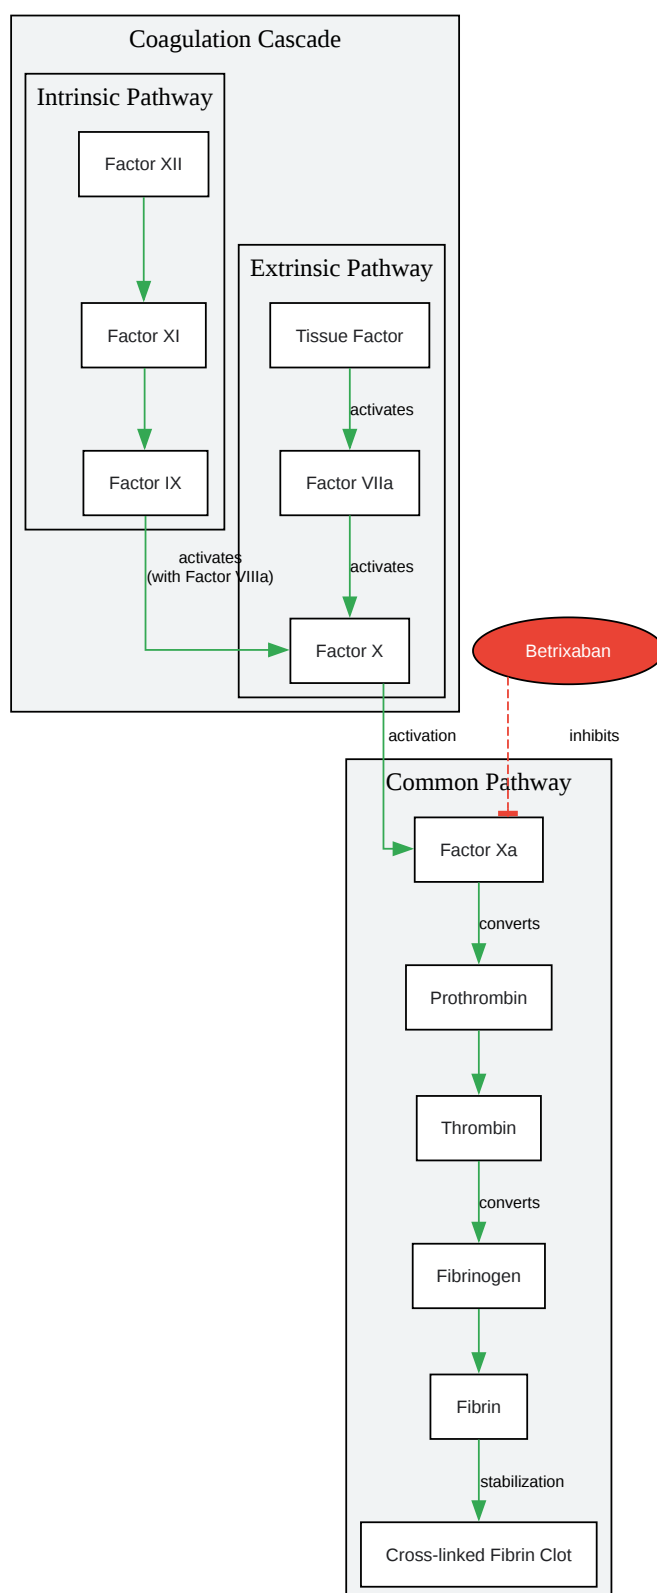 Coagulation Cascade
Intrinsic Pathway
Factor XII
Extrinsic Pathway
Factor XI
Tissue Factor
activates
Factor IX
Factor VIIa
activates
(with Factor VIIIa)
activates
Factor X
Betrixaban
activation
inhibits
Common Pathway
Factor Xa
converts
Prothrombin
Thrombin
converts
Fibrinogen
Fibrin
stabilization
Cross-linked Fibrin Clot